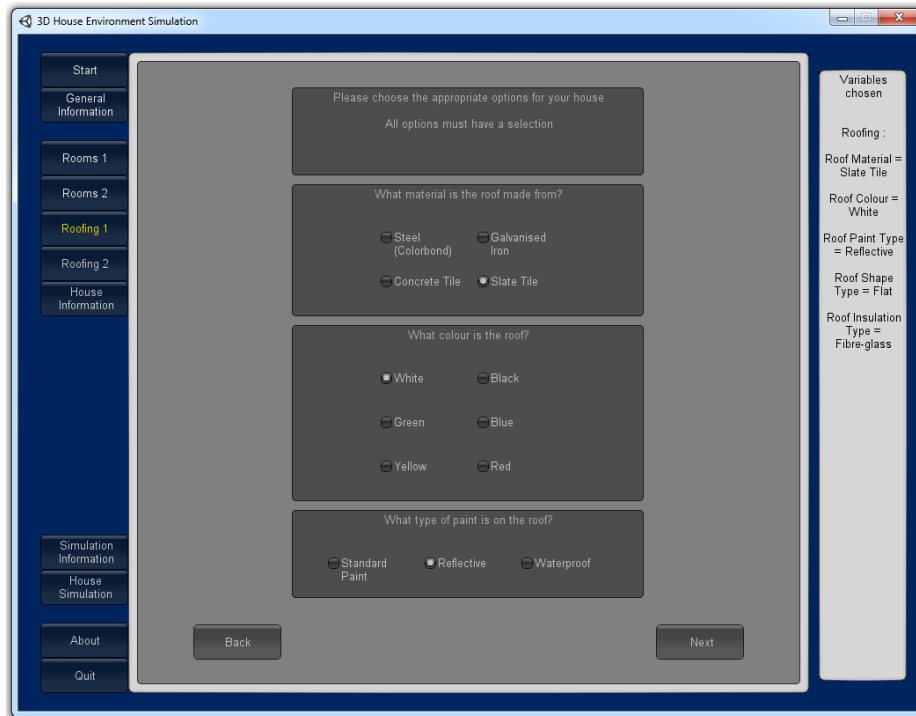 3D House Environment Simulation
Start
General
Information
Rooms 1
Rooms 2
Roofing 1
Roofing 2
House
Information
Simulation
Information
House
Simulation
About
Quit
Please choose the appropriate options for your house
All options must have a selection
What material is the roof made from?
Steel
(Colorbond)
Galvanised
Iron
Concrete Tile
Slate Tile
What colour is the roof?
White
Black
Green
Blue
Yellow
Red
What type of paint is on the roof?
Standard
Paint
Reflective
Waterproof
Back
Next
Variables
chosen
Roofing :
Roof Material =
Slate Tile
Roof Colour =
White
Roof Paint Type
= Reflective
Roof Shape
Type = Flat
Roof Insulation
Type =
Fibre-glass